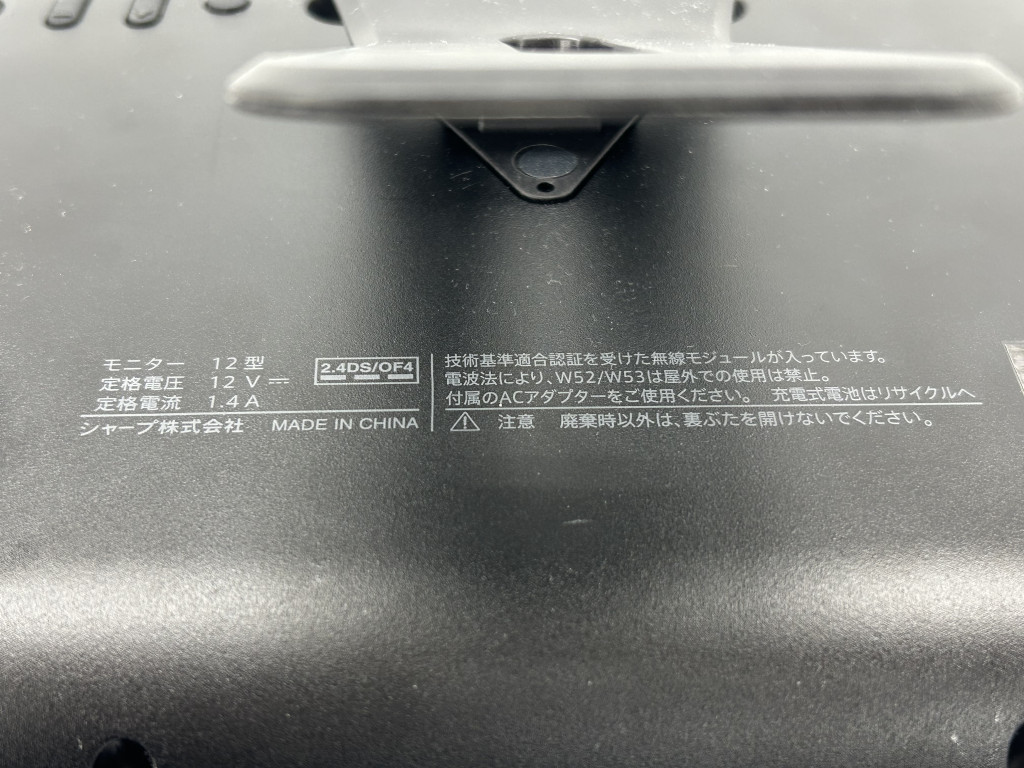 モニター 12型
定格電圧 12 V ⎓
定格電流 1.4 A
2.4DS/OF4
シャープ株式会社 MADE IN CHINA
技術基準適合認証を受けた無線モジュールが入っています。
電波法により、W52/W53は屋外での使用は禁止。
付属のACアダプターをご使用ください。 充電式電池はリサイクルへ
⚠ 注意 廃棄時以外は、裏ぶたを開けないでください。